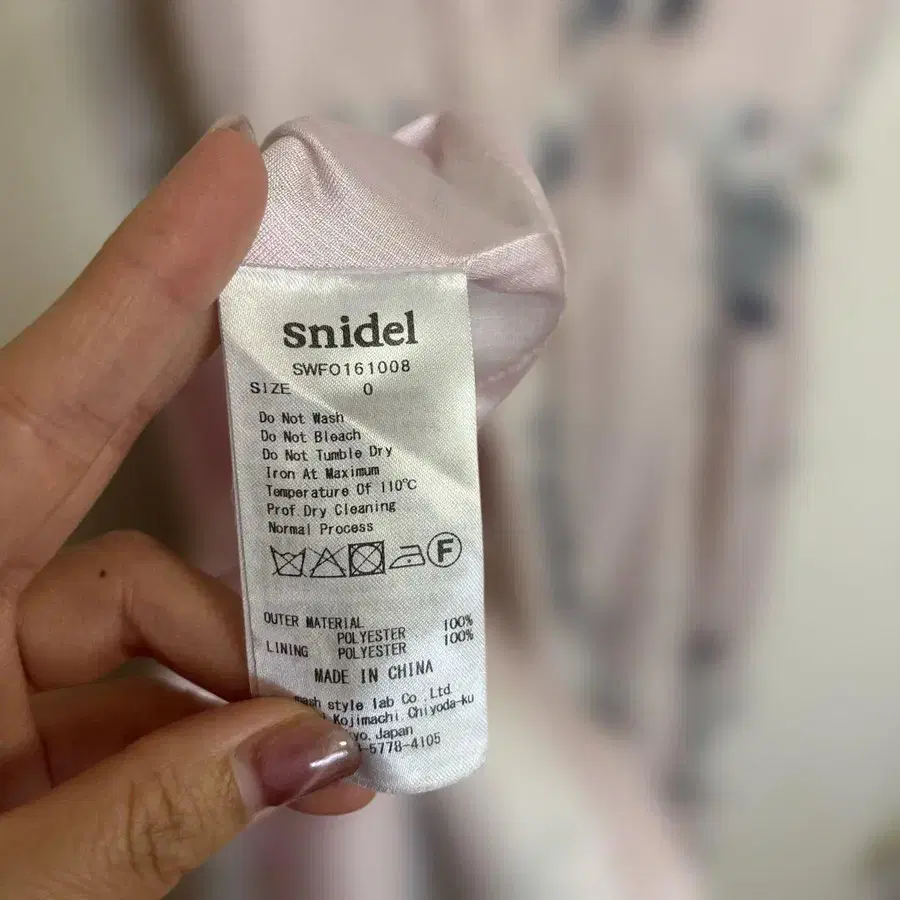 snidel
SWFO161008
SIZE 0
Do Not Wash
Do Not Bleach
Do Not Tumble Dry
Iron At Maximum
Temperature Of 110℃
Prof Dry Cleaning
Normal Process
F
OUTER MATERIAL 100%
POLYESTER 100%
LINING POLYESTER
MADE IN CHINA
style lab Co.,Ltd
Kojimachi.Chiyoda-ku
Japan
-5778-4105